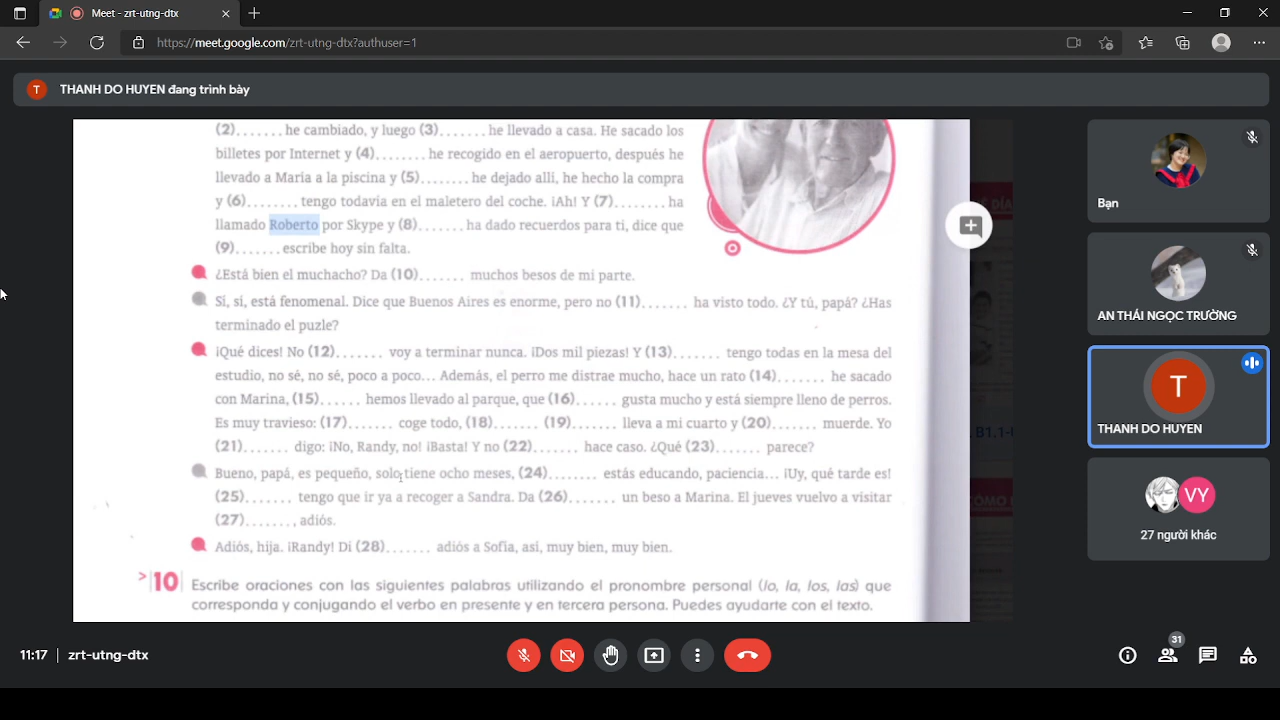 Meet - zrt-utng-dtx
https://meet.google.com/zrt-utng-dtx?authuser=1
T THANH DO HUYEN đang trình bày
(2)....... he cambiado, y luego (3)....... he llevado a casa. He sacado los
billetes por Internet y (4)........ he recogido en el aeropuerto, después he
llevado a María a la piscina y (5)........ he dejado allí, he hecho la compra
y (6)........ tengo todavía en el maletero del coche. ¡Ah! Y (7)........ ha
llamado Roberto por Skype y (8)....... ha dado recuerdos para ti, dice que
(9)....... escribe hoy sin falta.
¿Está bien el muchacho? Da (10)....... muchos besos de mi parte.
Sí, sí, está fenomenal. Dice que Buenos Aires es enorme, pero no (11)....... ha visto todo. ¿Y tú, papá? ¿Has
terminado el puzle?
¡Qué dices! No (12)....... voy a terminar nunca. ¡Dos mil piezas! Y (13)....... tengo todas en la mesa del
estudio, no sé, no sé, poco a poco... Además, el perro me distrae mucho, hace un rato (14)....... he sacado
con Marina, (15)...... hemos llevado al parque, que (16)...... gusta mucho y está siempre lleno de perros.
Es muy travieso: (17)....... coge todo, (18)....... (19)....... lleva a mi cuarto y (20)....... muerde. Yo
(21)....... digo: ¡No, Randy, no! ¡Basta! Y no (22)....... hace caso. ¿Qué (23)....... parece?
Bueno, papá, es pequeño, solo tiene ocho meses, (24)........ estás educando, paciencia... ¡Uy, qué tarde es!
(25)....... tengo que ir ya a recoger a Sandra. Da (26)....... un beso a Marina. El jueves vuelvo a visitar
(27)......., adiós.
Adiós, hija. ¡Randy! Di (28)....... adiós a Sofía, así, muy bien, muy bien.
> 10 Escribe oraciones con las siguientes palabras utilizando el pronombre personal (lo, la, los, las) que
corresponda y conjugando el verbo en presente y en tercera persona. Puedes ayudarte con el texto.
Bạn
AN THÁI NGỌC TRƯỜNG
T
THANH DO HUYEN
VY
27 người khác
B1.1-
11:17 | zrt-utng-dtx
31